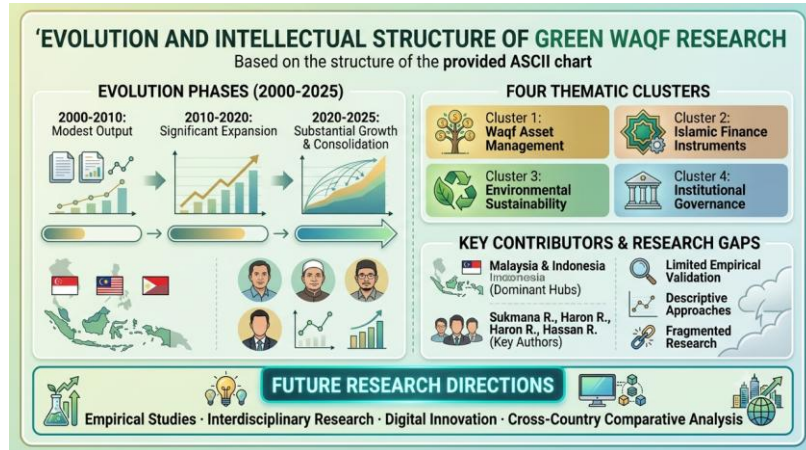 ‘EVOLUTION AND INTELLECTUAL STRUCTURE OF GREEN WAQF RESEARCH
Based on the structure of the provided ASCII chart
EVOLUTION PHASES (2000-2025)
2000-2010:
Modest Output
2010-2020:
Significant Expansion
2020-2025:
Substantial Growth
& Consolidation
FOUR THEMATIC CLUSTERS
Cluster 1:
Waqf Asset
Management
Cluster 2:
Islamic Finance
Instruments
Cluster 3:
Environmental
Sustainability
Cluster 4:
Institutional
Governance
KEY CONTRIBUTORS & RESEARCH GAPS
Malaysia & Indonesia
(Dominant Hubs)
Sukmana R., Haron R.,
Haron R., Hassan R.
(Key Authors)
Limited Empirical
Validation
Descriptive
Approaches
Fragmented
Research
FUTURE RESEARCH DIRECTIONS
Empirical Studies · Interdisciplinary Research · Digital Innovation · Cross-Country Comparative Analysis